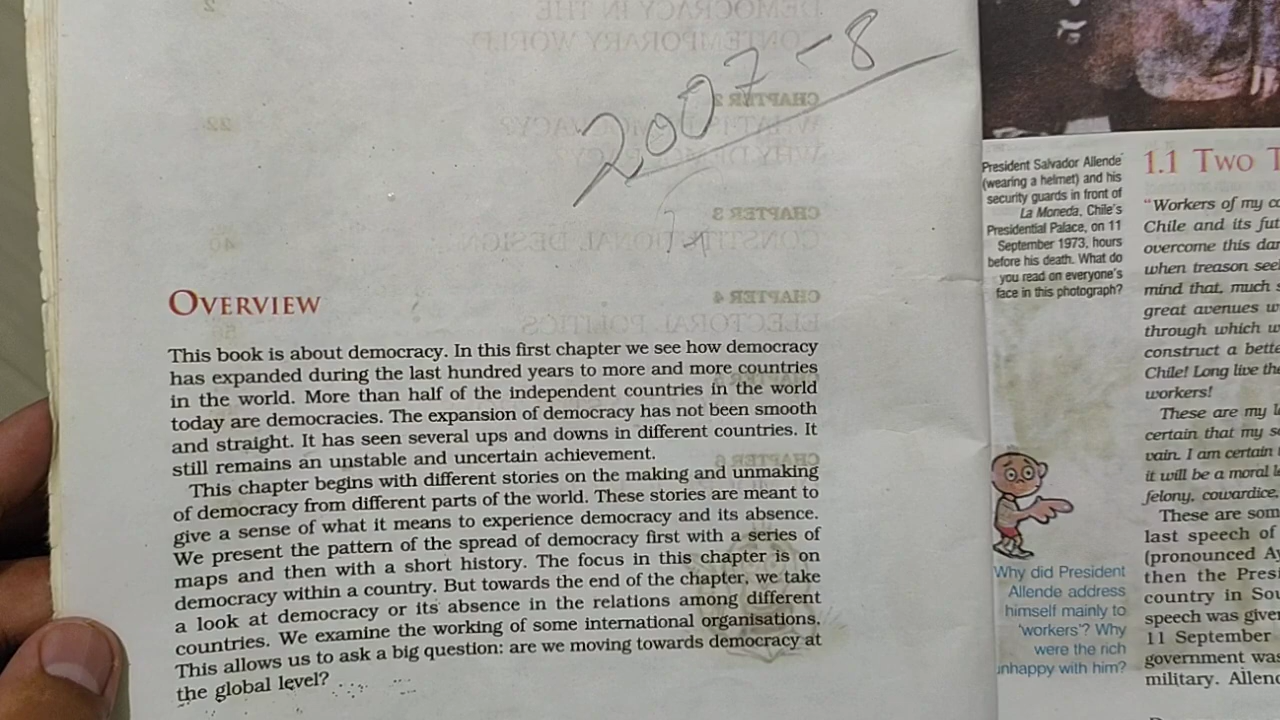 2007-8
OVERVIEW
This book is about democracy. In this first chapter we see how democracy
has expanded during the last hundred years to more and more countries
in the world. More than half of the independent countries in the world
today are democracies. The expansion of democracy has not been smooth
and straight. It has seen several ups and downs in different countries. It
still remains an unstable and uncertain achievement.
This chapter begins with different stories on the making and unmaking
of democracy from different parts of the world. These stories are meant to
give a sense of what it means to experience democracy and its absence.
We present the pattern of the spread of democracy first with a series of
maps and then with a short history. The focus in this chapter is on
democracy within a country. But towards the end of the chapter, we take
a look at democracy or its absence in the relations among different
countries. We examine the working of some international organisations.
This allows us to ask a big question: are we moving towards democracy at
the global level?
President Salvador Allende
(wearing a helmet) and his
security guards in front of
La Moneda, Chile's
Presidential Palace, on 11
September 1973, hours
before his death. What do
you read on everyone's
face in this photograph?
Why did President
Allende address
himself mainly to
'workers'? Why
were the rich
unhappy with him?
1.1 TWO
"Workers of my
Chile and its
overcome this
when treason
mind that, much
great avenues
through which
construct a
Chile! Long live
workers!
These are my
certain that my
vain. I am certain
it will be a moral
felony, cowardice,
These are
last speech of
(pronounced
then the
country in
speech was
11 September
government was
military.